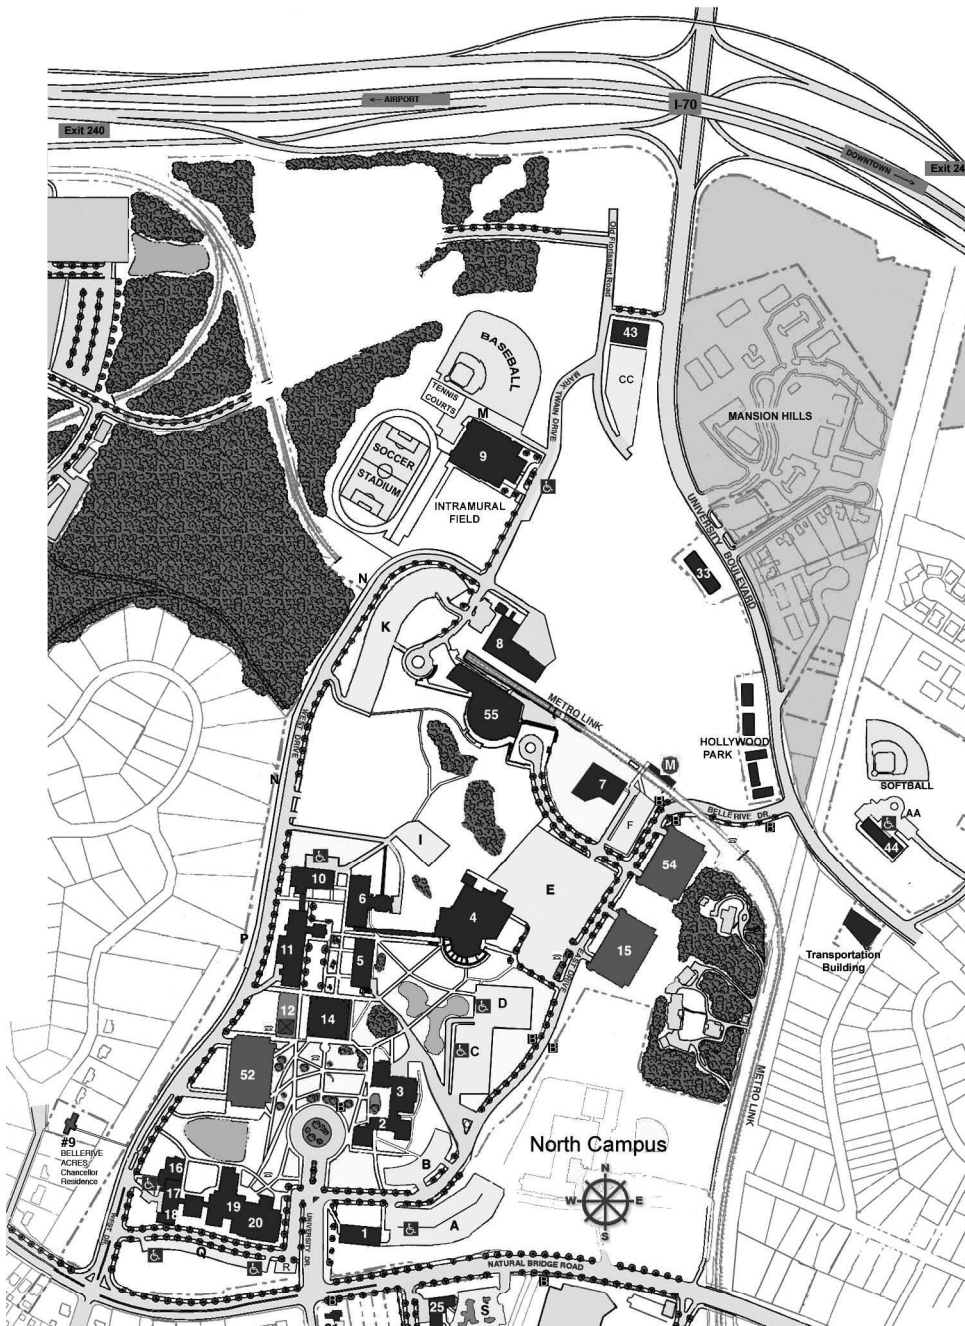 I-70
<-- AIRPORT
Exit 240
DOWNTOWN -->
Exit 24
Old Florissant Road
43
CC
BASEBALL
TENNIS
COURTS
M
MARK TWAIN DRIVE
MANSION HILLS
9
SOCCER
STADIUM
INTRAMURAL
FIELD
UNIVERSITY BOULEVARD
33
N
K
8
METRO LINK
55
WEST DRIVE
HOLLYWOOD
PARK
N
M
7
SOFTBALL
B
BELLERIVE DR
AA
F
B
B
44
I
54
10
E
6
4
P
11
5
15
EAST DRIVE
Transportation
Building
12
14
D
B
B
C
52
3
METRO LINK
B
2
#9
BELLERIVE
ACRES
Chancellor
Residence
North Campus
16
B
N
17
W
E
19
18
20
A
S
WEST DR.
1
UNIVERSITY DR.
Q
R
NATURAL BRIDGE ROAD
B
B
25
S